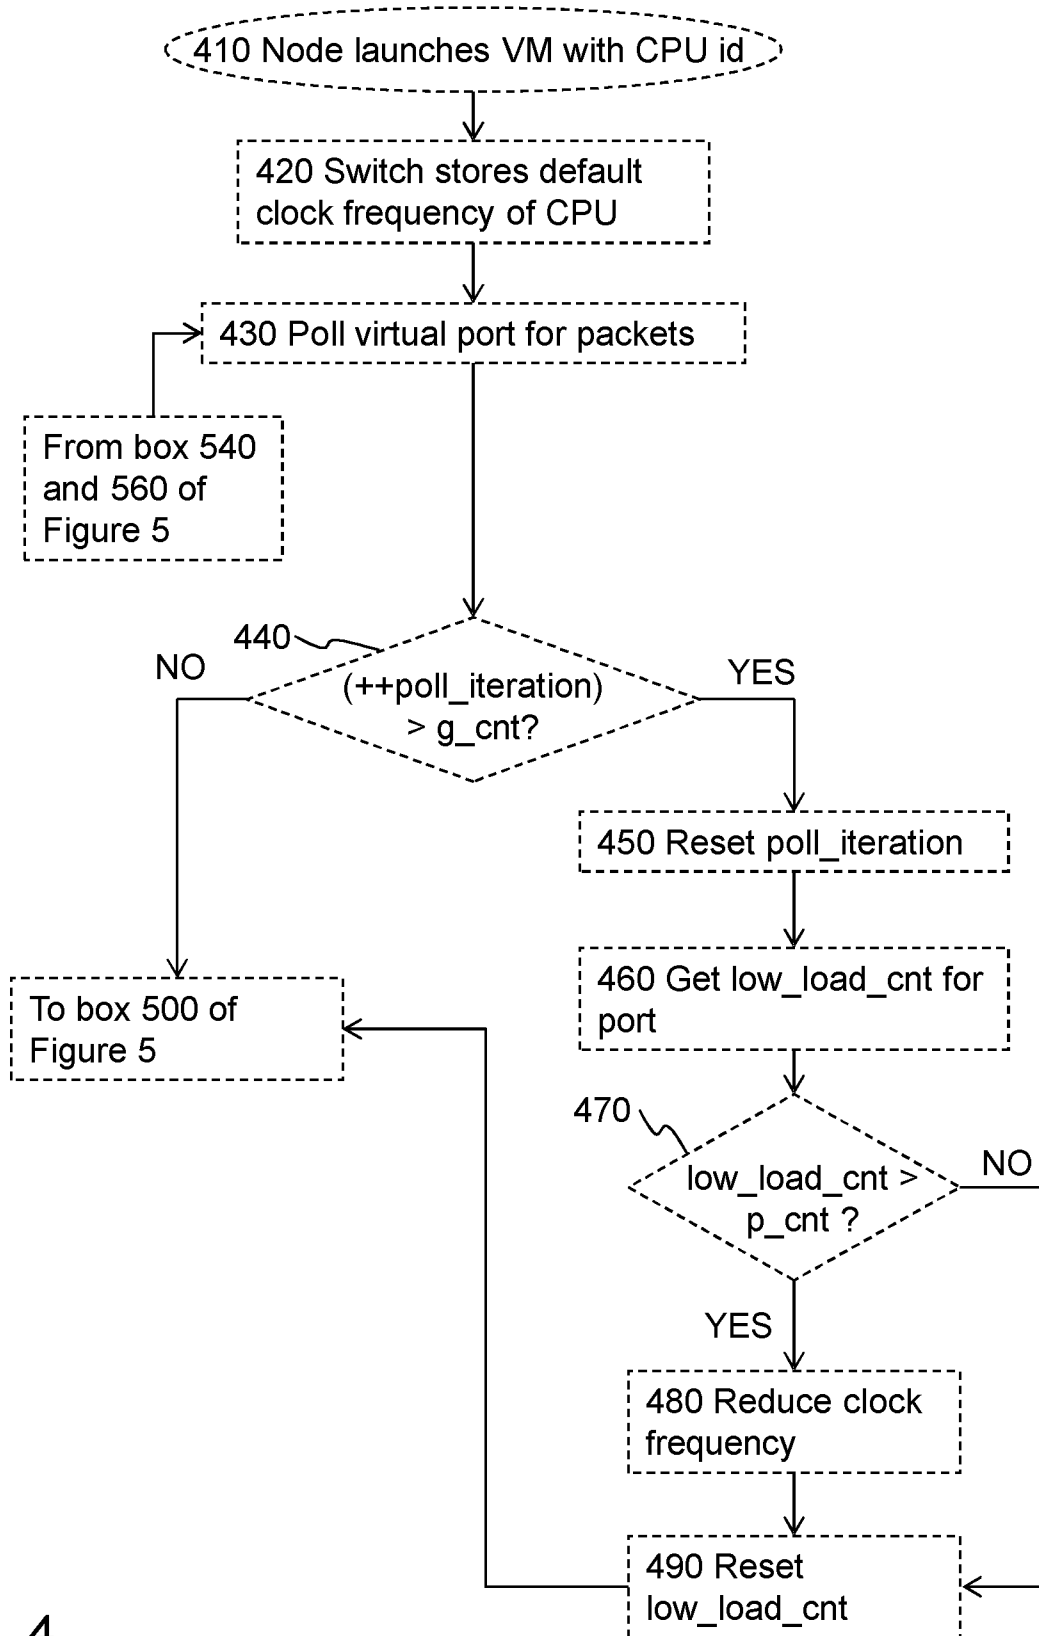 410 Node launches VM with CPU id
420 Switch stores default
clock frequency of CPU
430 Poll virtual port for packets
From box 540
and 560 of
Figure 5
440
NO
(++poll_iteration)
> g_cnt?
YES
450 Reset poll_iteration
460 Get low_load_cnt for
port
To box 500 of
Figure 5
470
low_load_cnt >
p_cnt ?
NO
YES
480 Reduce clock
frequency
490 Reset
low_load_cnt
4